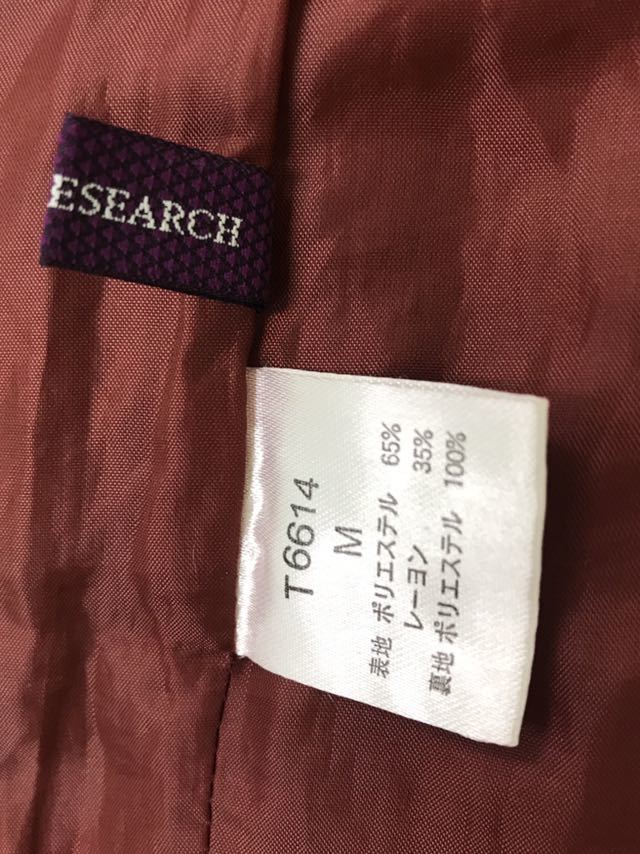 ESEARCH
T6614
M
表地 ポリエステル 65%
レーヨン 35%
裏地 ポリエステル 100%